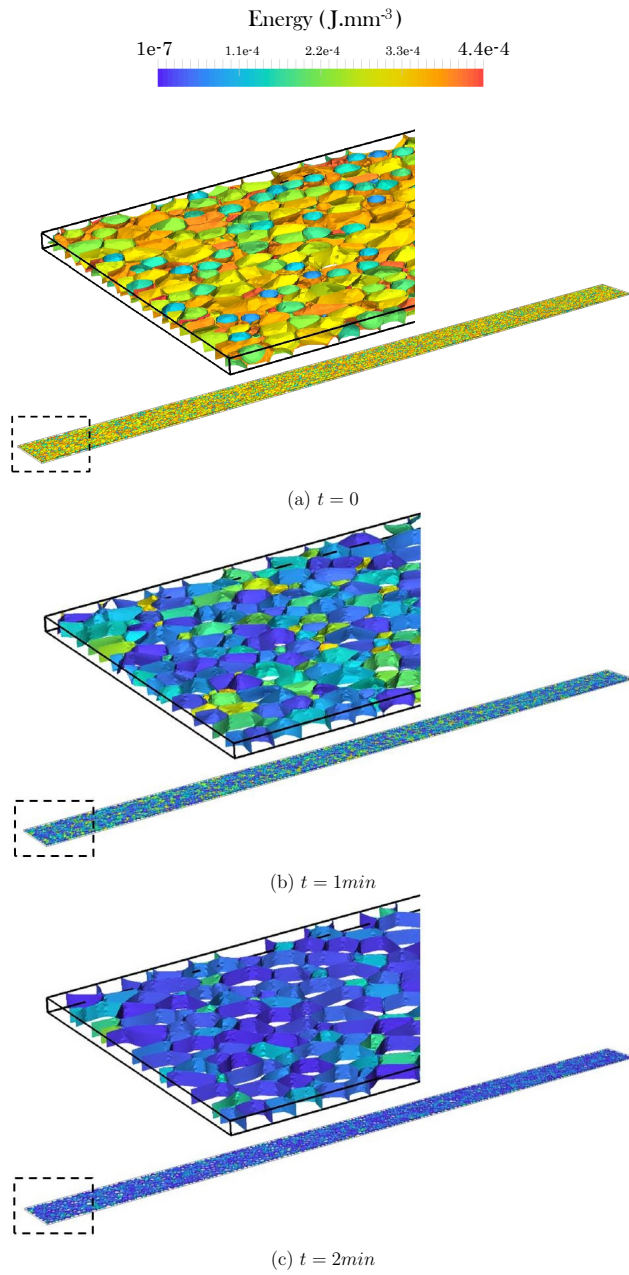 Energy (J.mm-3)
1e-7 1.1e-4 2.2e-4 3.3e-4 4.4e-4
(a) t = 0
(b) t = 1min
(c) t = 2min